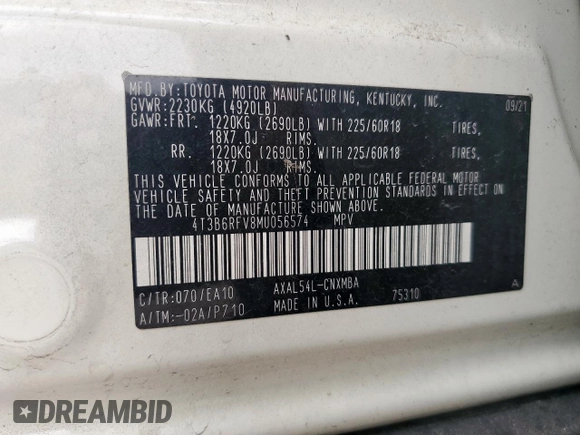 MFD.BY:TOYOTA MOTOR MANUFACTURING, KENTUCKY, INC. 09/21
GVWR:2230KG (4920LB)
GAWR:FRT. 1220KG (2690LB) WITH 225/60R18 TIRES,
18X7.0J RIMS.
RR. 1220KG (2690LB) WITH 225/60R18 TIRES,
18X7.0J RIMS.
THIS VEHICLE CONFORMS TO ALL APPLICABLE FEDERAL MOTOR
VEHICLE SAFETY STANDARDS IN EFFECT ON
THE DATE OF MANUFACTURE SHOWN ABOVE.
4T3B6RFV8MU056574 MPV
C/TR:070/EA10 AXAL54L-CNXMBA
A/TM:-02A/P710 MADE IN U.S.A. 75310 A
DREAMBID